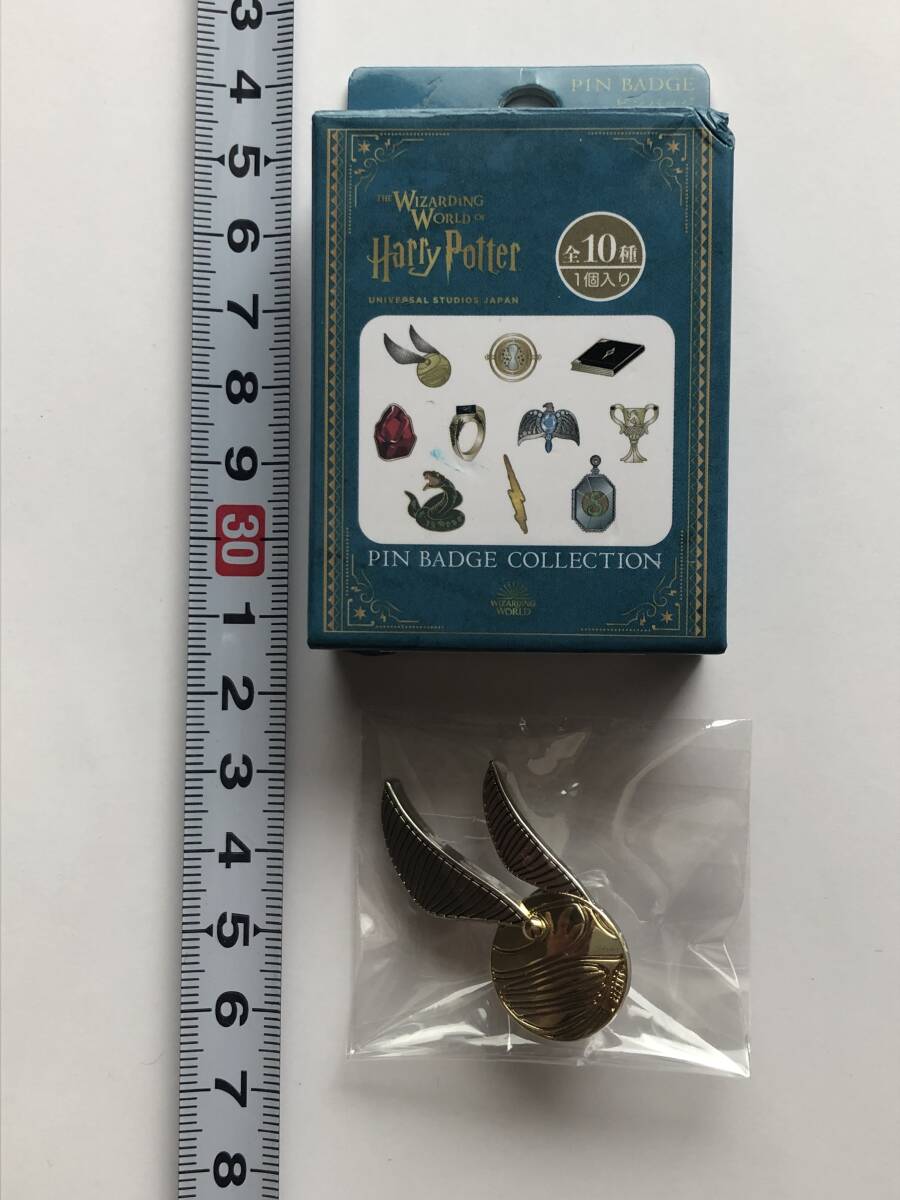 3
4
5
6
7
8
9
30
1
2
3
4
5
6
7
8
PIN BADGE
THE WIZARDING
WORLD OF
Harry Potter
UNIVERSAL STUDIOS JAPAN
全10種
1個入り
PIN BADGE COLLECTION
WIZARDING
WORLD